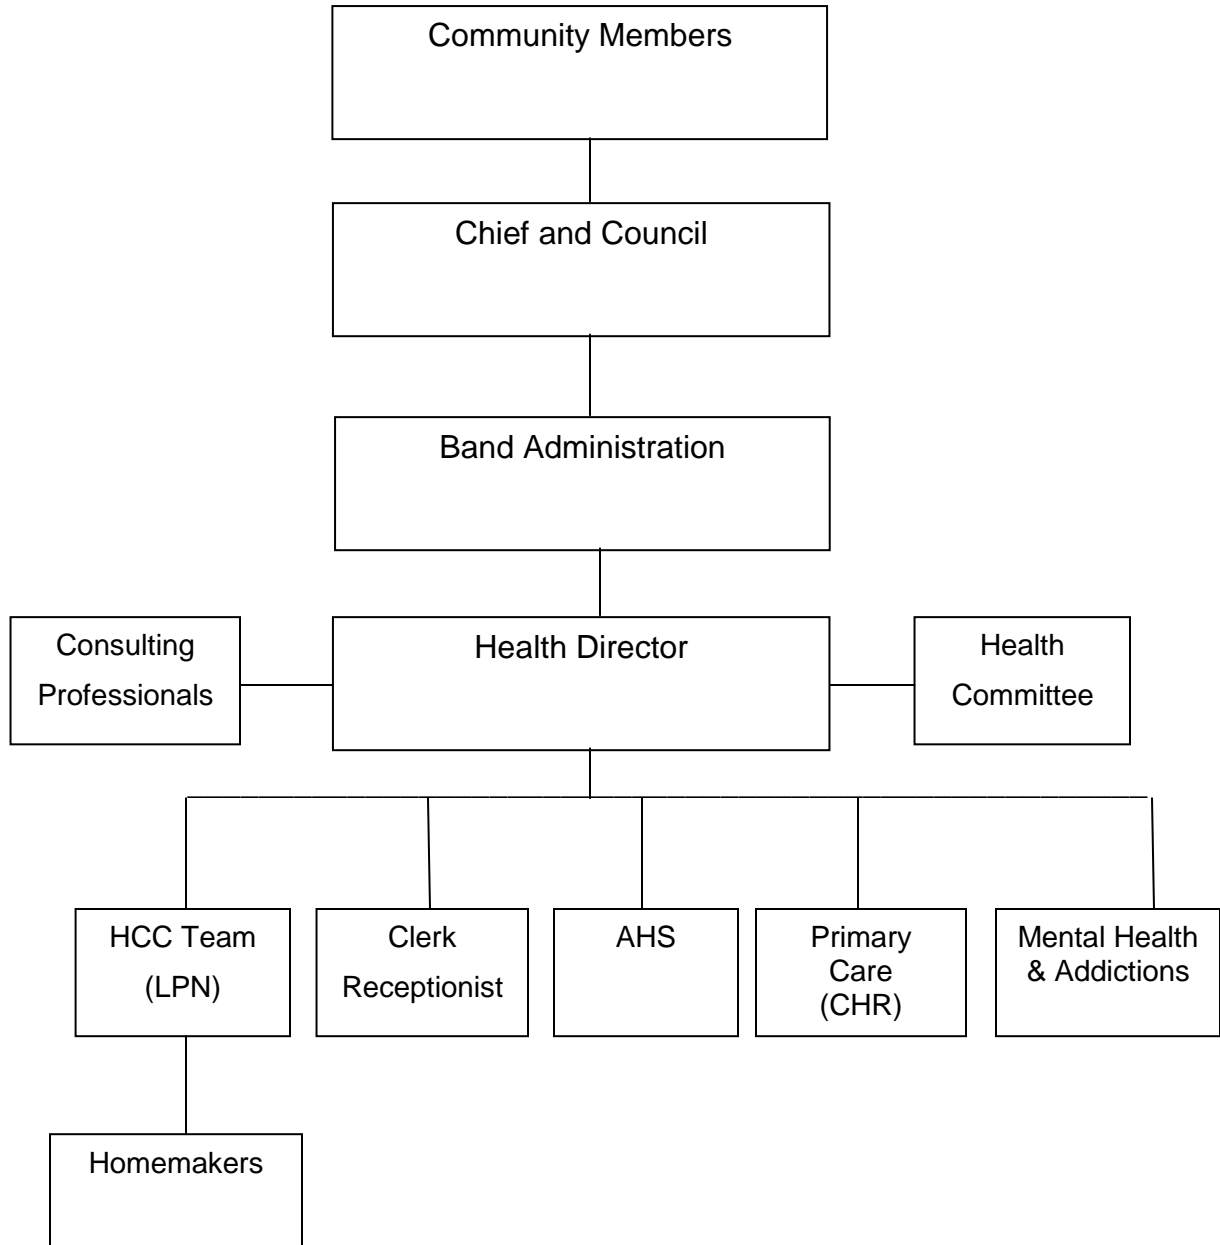 Community Members
Chief and Council
Band Administration
Consulting
Professionals
Health Director
Health
Committee
HCC Team
(LPN)
Clerk
Receptionist
AHS
Primary
Care
(CHR)
Mental Health
& Addictions
Homemakers